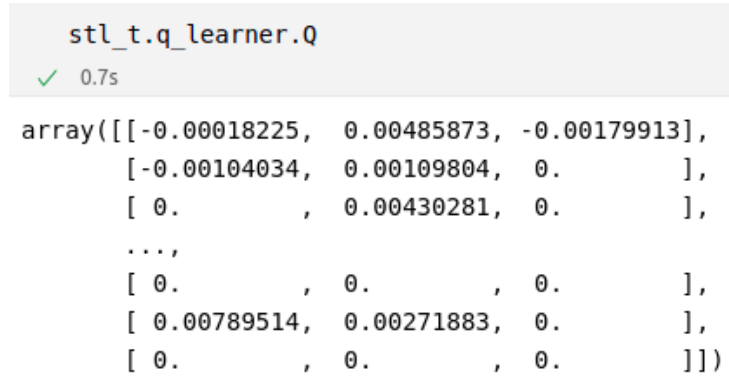 stl_t.q_learner.Q
✓ 0.7s
array([[-0.00018225,  0.00485873, -0.00179913],
       [-0.00104034,  0.00109804,  0.        ],
       [ 0.        ,  0.00430281,  0.        ],
       ...,
       [ 0.        ,  0.        ,  0.        ],
       [ 0.00789514,  0.00271883,  0.        ],
       [ 0.        ,  0.        ,  0.        ]])